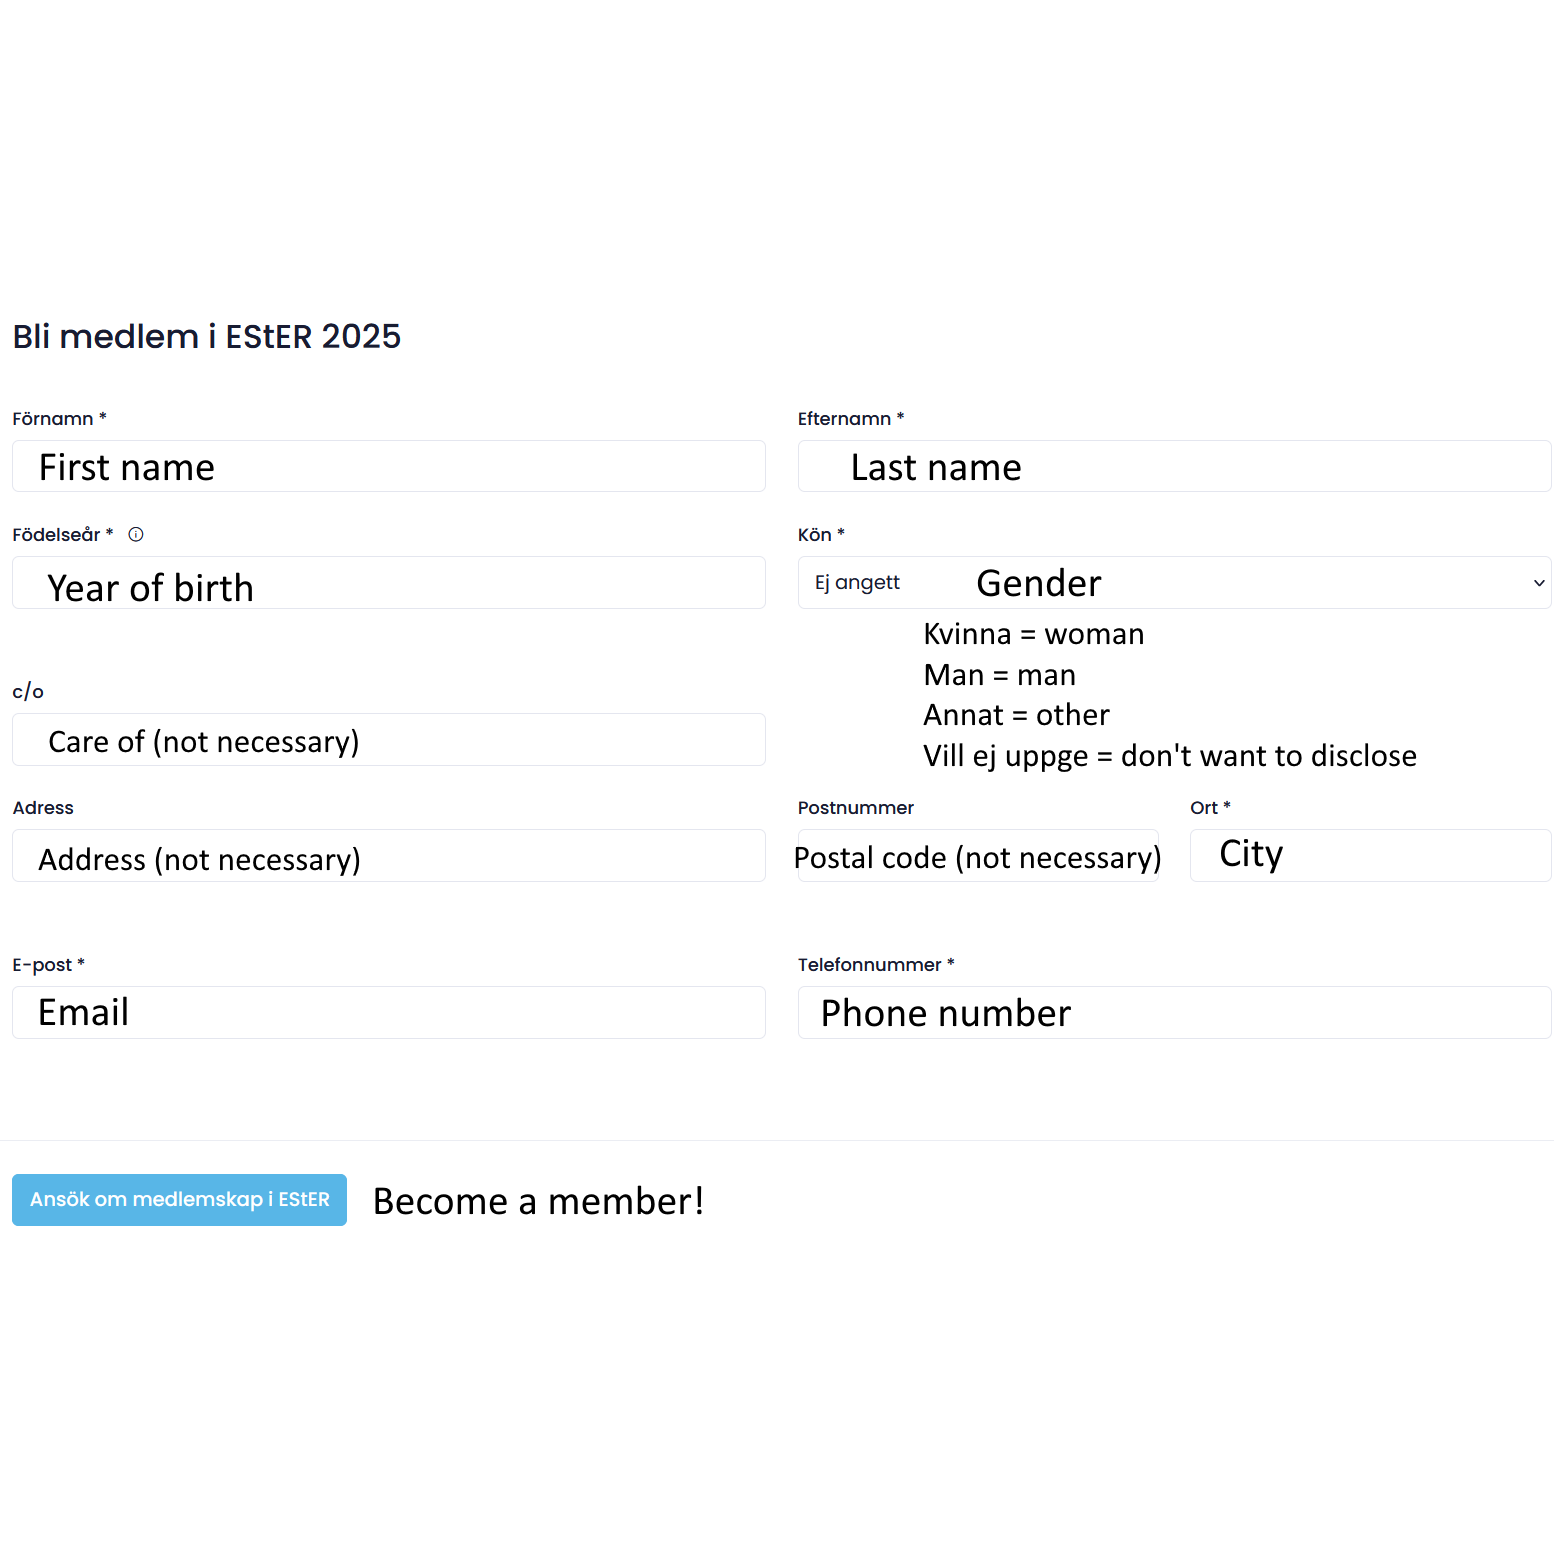 Bli medlem i EStER 2025
Förnamn *
Efternamn *
First name
Last name
Födelseår *
Kön *
Year of birth
Ej angett
Gender
Kvinna = woman
Man = man
Annat = other
Vill ej uppge = don't want to disclose
c/o
Care of (not necessary)
Adress
Postnummer
Ort *
Address (not necessary)
Postal code (not necessary)
City
E-post *
Telefonnummer *
Email
Phone number
Ansök om medlemskap i EStER
Become a member!